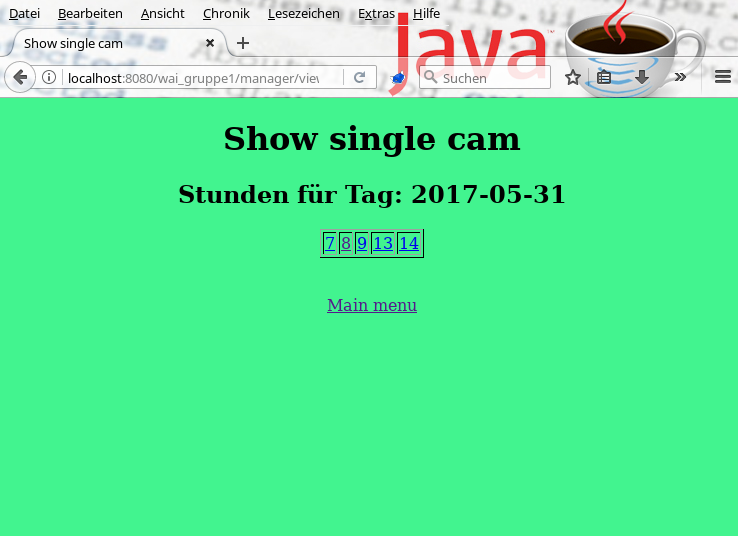 Datei Bearbeiten Ansicht Chronik Lesezeichen Extras Hilfe
Show single cam
java
localhost:8080/wai_gruppe1/manager/view
Suchen
Show single cam
Stunden für Tag: 2017-05-31
7 8 9 13 14
Main menu